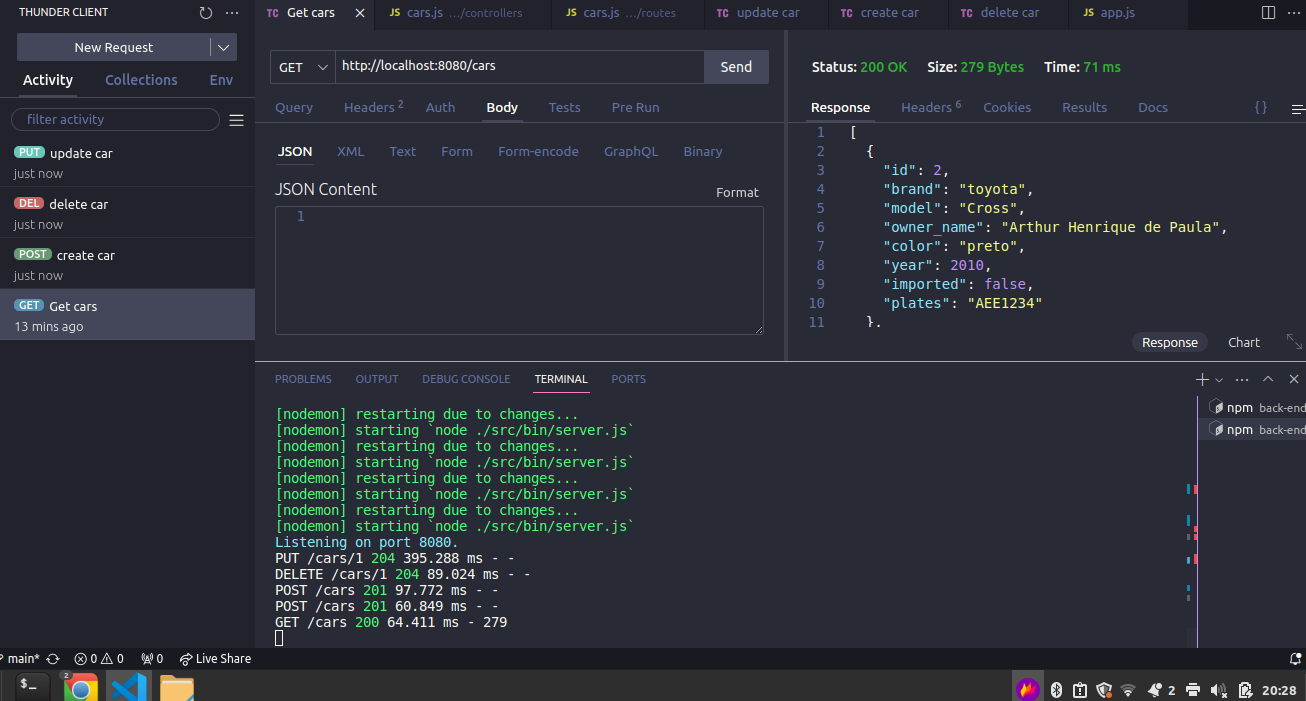 THUNDER CLIENT
New Request
Activity Collections Env
filter activity
PUT update car
just now
DEL delete car
just now
POST create car
just now
GET Get cars
13 mins ago
TC Get cars
JS cars.js .../controllers
JS cars.js .../routes
TC update car
TC create car
TC delete car
JS app.js
GET http://localhost:8080/cars Send
Query Headers 2 Auth Body Tests Pre Run
JSON XML Text Form Form-encode GraphQL Binary
JSON Content Format
1
Status: 200 OK Size: 279 Bytes Time: 71 ms
Response Headers 6 Cookies Results Docs {}
1 [
2 {
3 "id": 2,
4 "brand": "toyota",
5 "model": "Cross",
6 "owner_name": "Arthur Henrique de Paula",
7 "color": "preto",
8 "year": 2010,
9 "imported": false,
10 "plates": "AEE1234"
11 },
Response Chart
PROBLEMS OUTPUT DEBUG CONSOLE TERMINAL PORTS
[nodemon] restarting due to changes...
[nodemon] starting `node ./src/bin/server.js`
[nodemon] restarting due to changes...
[nodemon] starting `node ./src/bin/server.js`
[nodemon] restarting due to changes...
[nodemon] starting `node ./src/bin/server.js`
[nodemon] restarting due to changes...
[nodemon] starting `node ./src/bin/server.js`
Listening on port 8080.
PUT /cars/1 204 395.288 ms - -
DELETE /cars/1 204 89.024 ms - -
POST /cars 201 97.772 ms - -
POST /cars 201 60.849 ms - -
GET /cars 200 64.411 ms - 279
npm back-end
npm back-end
main* 0 0 0 Live Share
$_ 2 2 20:28